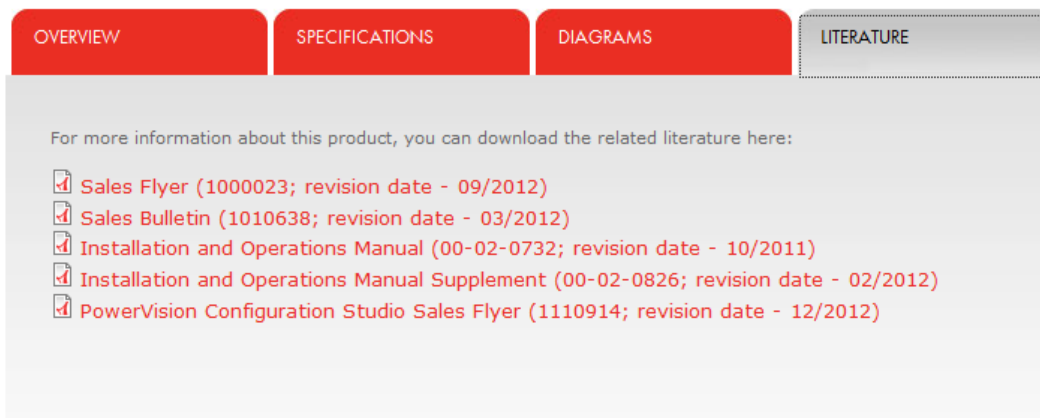 OVERVIEW SPECIFICATIONS DIAGRAMS LITERATURE
For more information about this product, you can download the related literature here:
Sales Flyer (1000023; revision date - 09/2012)
Sales Bulletin (1010638; revision date - 03/2012)
Installation and Operations Manual (00-02-0732; revision date - 10/2011)
Installation and Operations Manual Supplement (00-02-0826; revision date - 02/2012)
PowerVision Configuration Studio Sales Flyer (1110914; revision date - 12/2012)